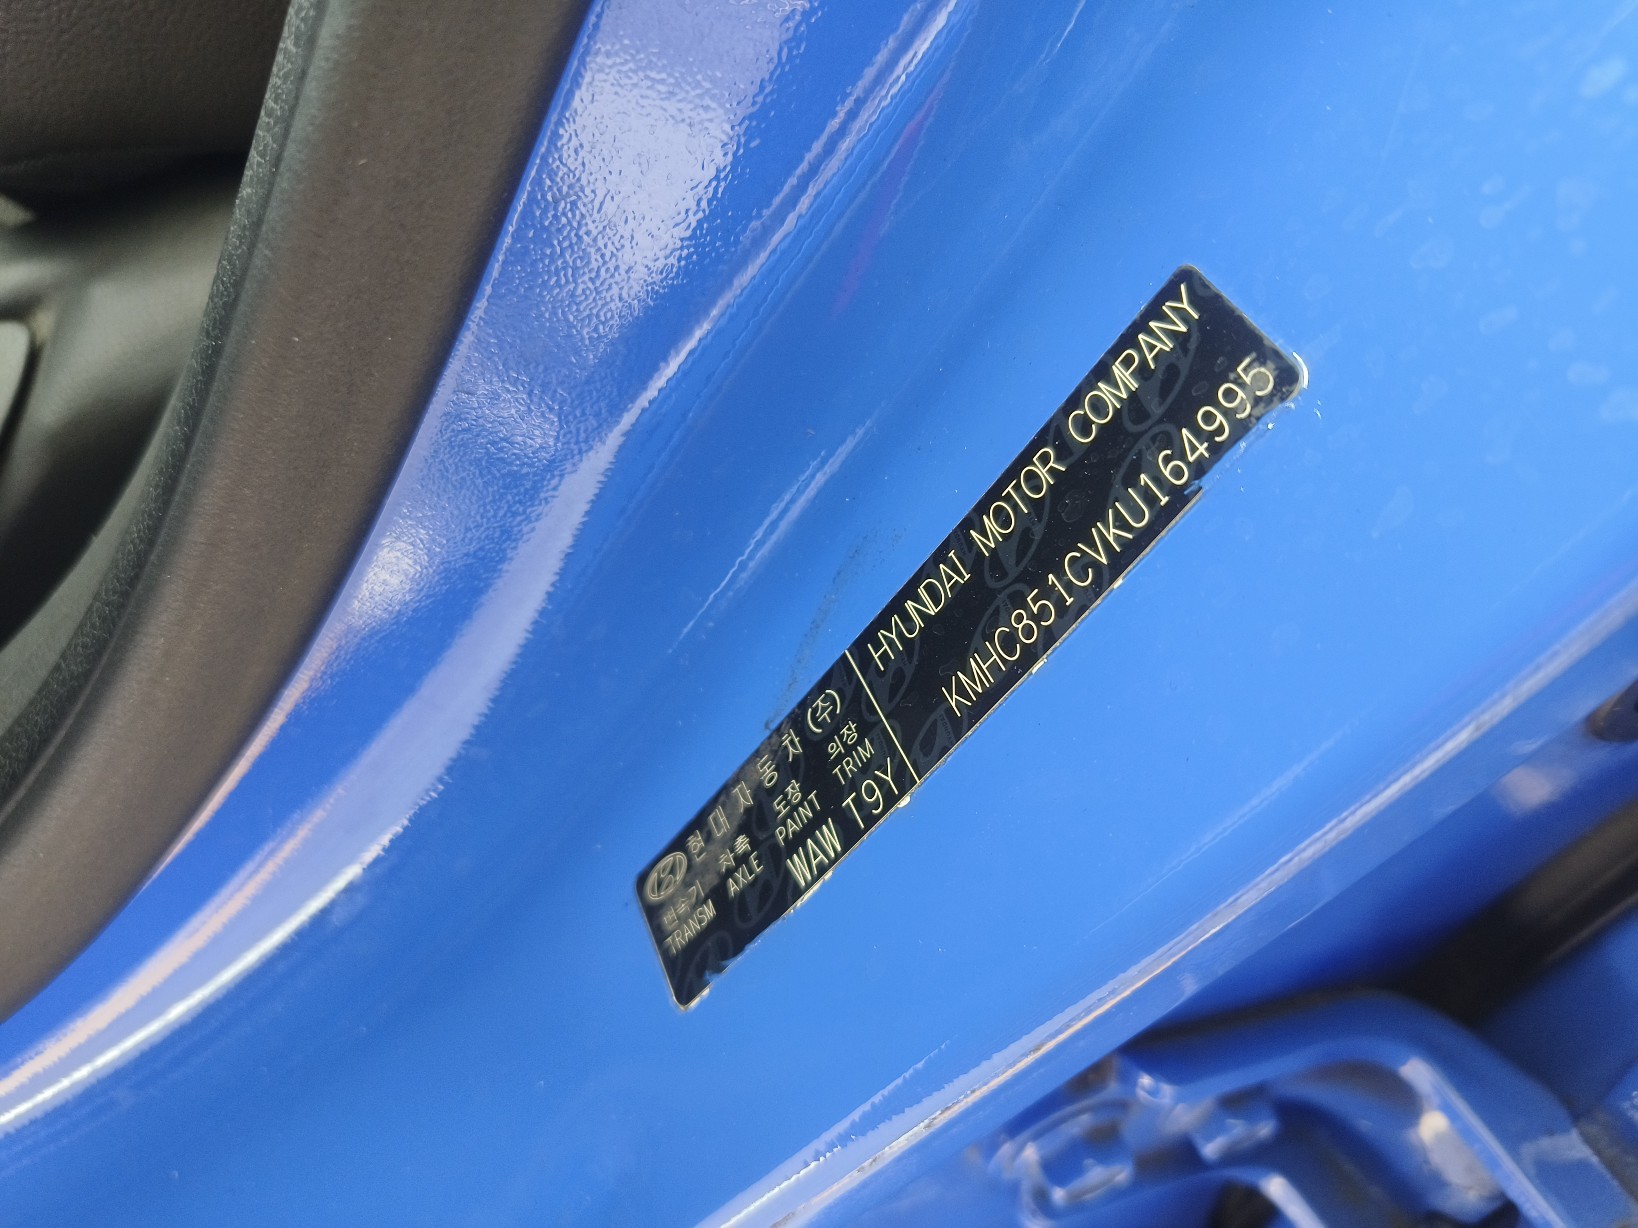 현대자동차(주)
HYUNDAI MOTOR COMPANY
변속기 차축 도장 의장
TRANSM AXLE PAINT TRIM
WAW T9Y
KMHC851CVKU164995